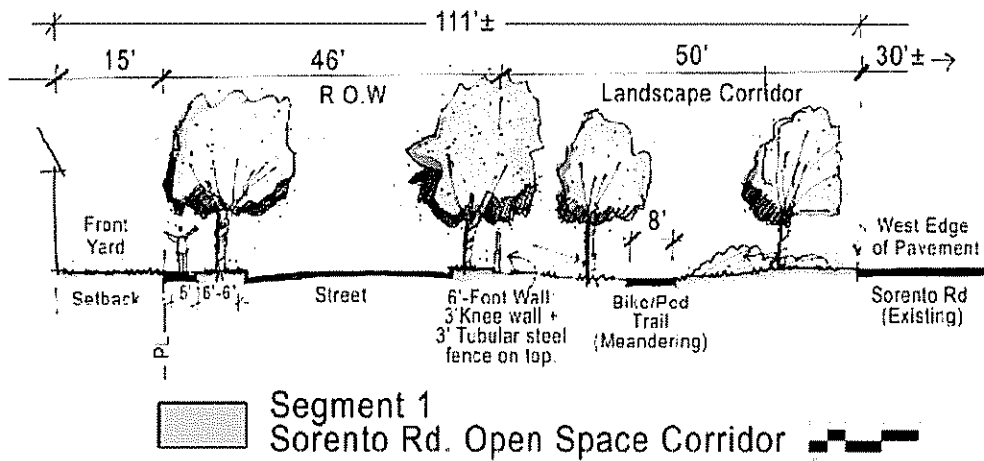 111'±
15' 46' 50' 30'±
R.O.W Landscape Corridor
Front
Yard
8'
West Edge
of Pavement
Setback
5' 6'-6"
Street
6'-Foot Wall
3'Knee wall +
3' Tubular steel
fence on top.
Bike/Ped
Trail
(Meandering)
Sorento Rd
(Existing)
PL
Segment 1
Sorento Rd. Open Space Corridor